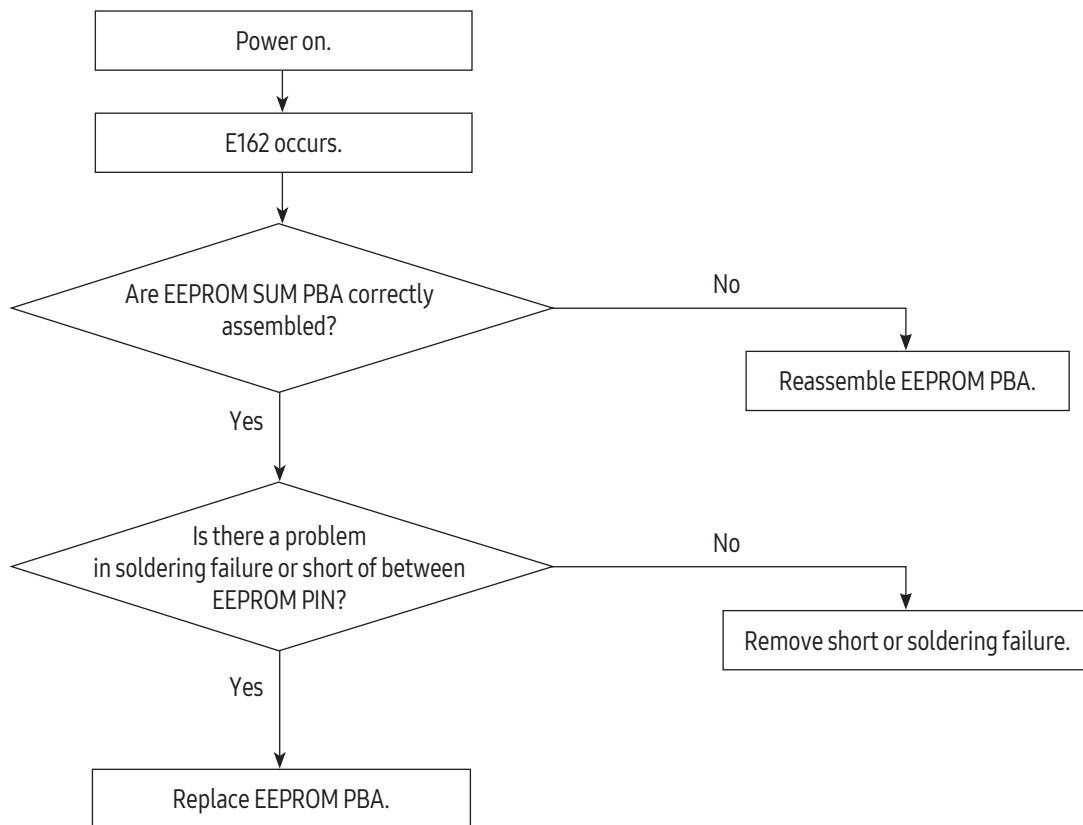 Power on.
E162 occurs.
Are EEPROM SUM PBA correctly
assembled?
No
Reassemble EEPROM PBA.
Yes
Is there a problem
in soldering failure or short of between
EEPROM PIN?
No
Remove short or soldering failure.
Yes
Replace EEPROM PBA.